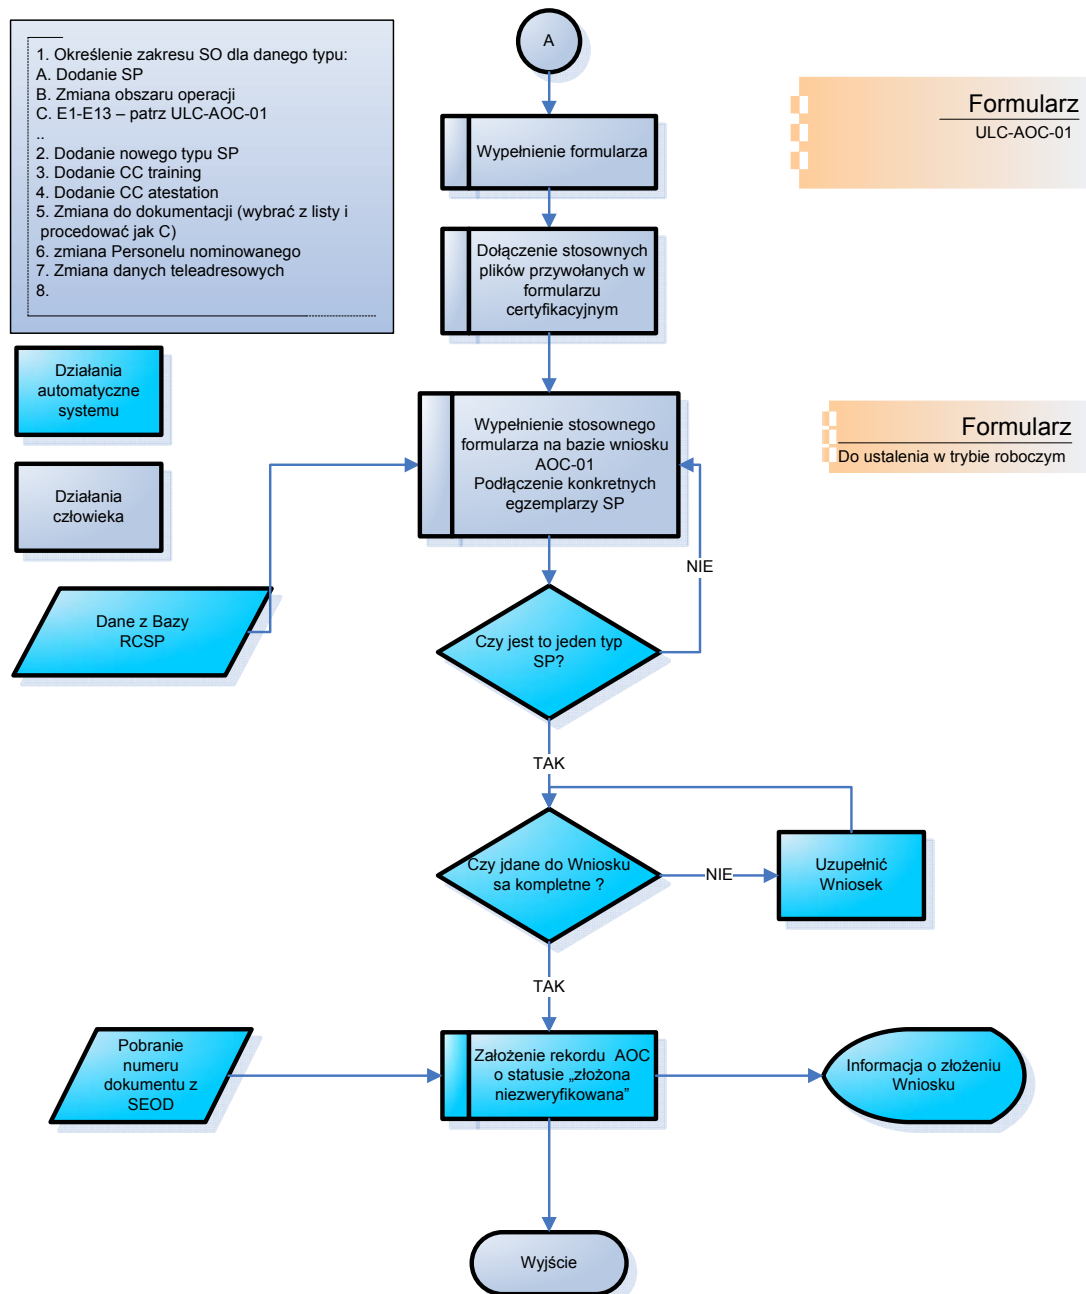 1. Określenie zakresu SO dla danego typu:
A. Dodanie SP
B. Zmiana obszaru operacji
C. E1-E13 – patrz ULC-AOC-01
..
2. Dodanie nowego typu SP
3. Dodanie CC training
4. Dodanie CC atestation
5. Zmiana do dokumentacji (wybrać z listy i
procedować jak C)
6. zmiana Personelu nominowanego
7. Zmiana danych teleadresowych
8.
A
Formularz
ULC-AOC-01
Wypełnienie formularza
Dołączenie stosownych
plików przywołanych w
formularzu
certyfikacyjnym
Działania
automatyczne
systemu
Wypełnienie stosownego
formularza na bazie wniosku
AOC-01
Podłączenie konkretnych
egzemplarzy SP
Formularz
Do ustalenia w trybie roboczym
Działania
człowieka
NIE
Dane z Bazy
RCSP
Czy jest to jeden typ
SP?
TAK
Czy jdane do Wniosku
sa kompletne ?
NIE
Uzupełnić
Wniosek
TAK
Pobranie
numeru
dokumentu z
SEOD
Założenie rekordu AOC
o statusie „złożona
niezweryfikowana”
Informacja o złożeniu
Wniosku
Wyjście